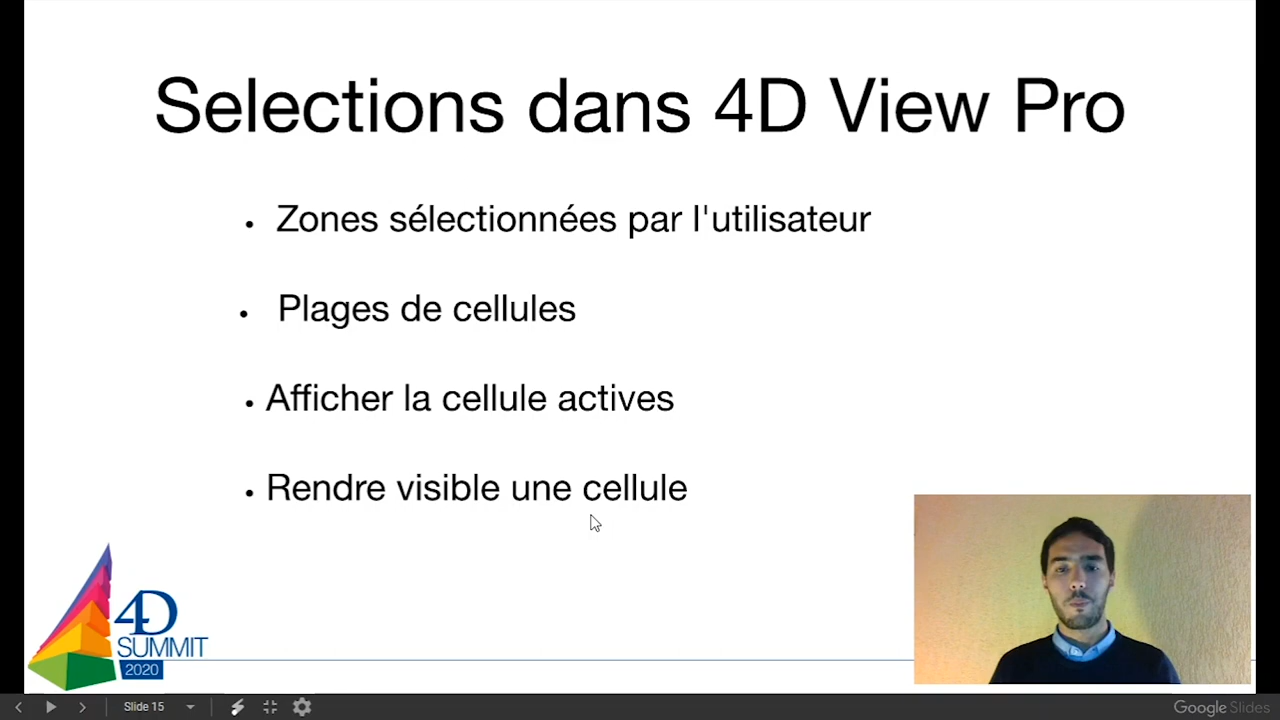 Selections dans 4D View Pro
• Zones sélectionnées par l'utilisateur
• Plages de cellules
• Afficher la cellule actives
• Rendre visible une cellule
4D
SUMMIT
2020
Slide 15
Google Slides